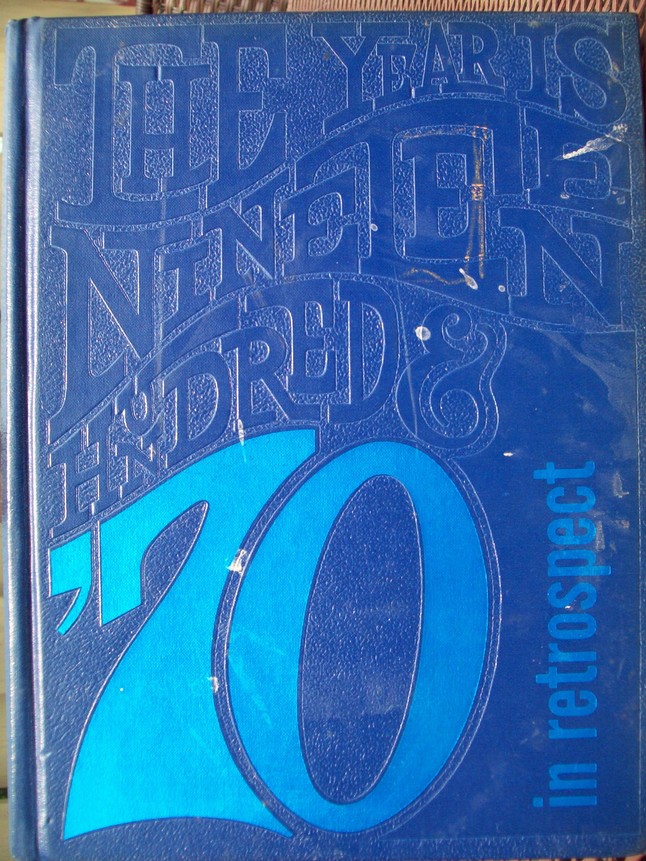 THE YEAR IS
NINETEEN
HUNDRED &
'70
in retrospect